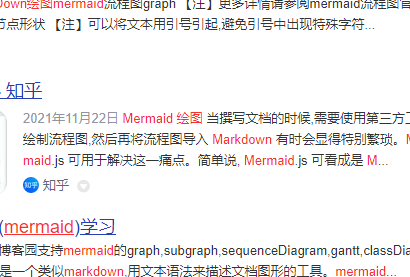 Down绘图mermaid流程图graph 【注】更多详情请参阅mermaid流程图官
节点形状 【注】可以将文本用引号引起,避免引号中出现特殊字符...
- 知乎
2021年11月22日 Mermaid 绘图 当撰写文档的时候,需要使用第三方工
绘制流程图,然后再将流程图导入 Markdown 有时会显得特别繁琐。M
maid.js 可用于解决这一痛点。简单说, Mermaid.js 可看成是 M...
知乎 知乎
(mermaid)学习
博客园支持mermaid的graph,subgraph,sequenceDiagram,gantt,classDia
是一个类似markdown,用文本语法来描述文档图形的工具。mermaid...